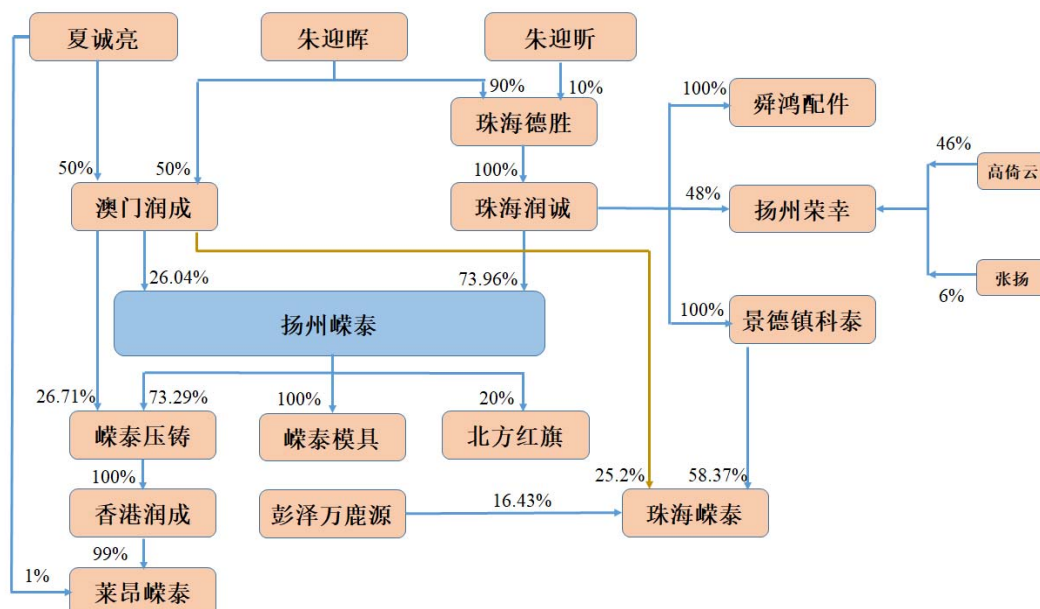 夏诚亮
朱迎晖
朱迎昕
90%
10%
100%
舜鸿配件
珠海德胜
46%
高倚云
50%
50%
100%
澳门润成
珠海润诚
48%
扬州荣幸
26.04%
73.96%
张扬
6%
扬州嵘泰
100%
景德镇科泰
26.71%
73.29%
100%
20%
嵘泰压铸
嵘泰模具
北方红旗
100%
25.2%
58.37%
香港润成
彭泽万鹿源
16.43%
珠海嵘泰
99%
1%
莱昂嵘泰